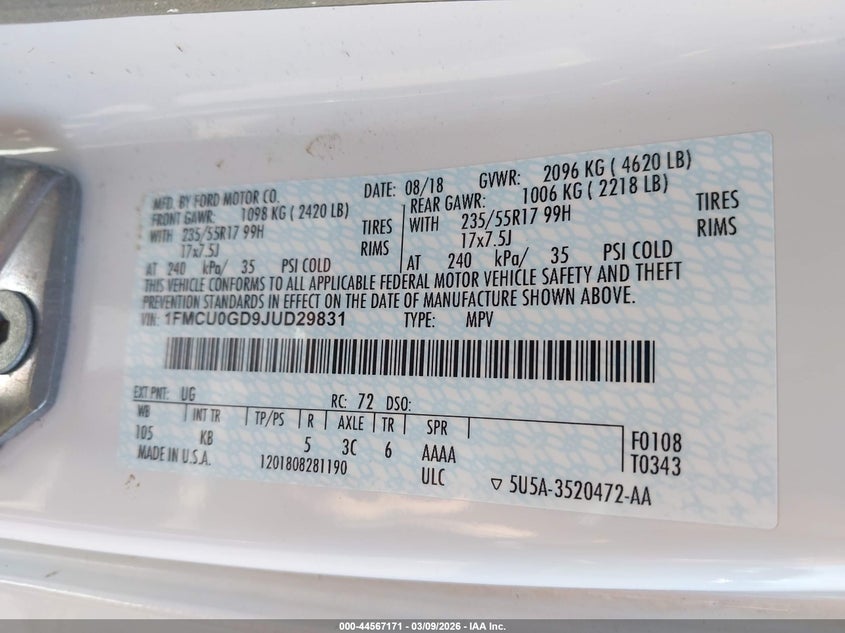 MFD. BY FORD MOTOR CO. DATE: 08/18 GVWR: 2096 KG ( 4620 LB)
FRONT GAWR: 1098 KG ( 2420 LB) REAR GAWR: 1006 KG ( 2218 LB)
WITH 235/55R17 99H TIRES WITH 235/55R17 99H TIRES
17x7.5J RIMS 17x7.5J RIMS
AT 240 kPa/ 35 PSI COLD AT 240 kPa/ 35 PSI COLD
THIS VEHICLE CONFORMS TO ALL APPLICABLE FEDERAL MOTOR VEHICLE SAFETY AND THEFT
PREVENTION STANDARDS IN EFFECT ON THE DATE OF MANUFACTURE SHOWN ABOVE.
VIN: 1FMCU0GD9JUD29831 TYPE: MPV
EXT PNT: UG RC: 72 DSO:
WB INT TR TP/PS R AXLE TR SPR
105 KB 5 3C 6 AAAA F0108
MADE IN U.S.A. 1201808281190 ULC T0343
▽ 5U5A-3520472-AA
000-44567171 | 03/09/2026 | IAA Inc.